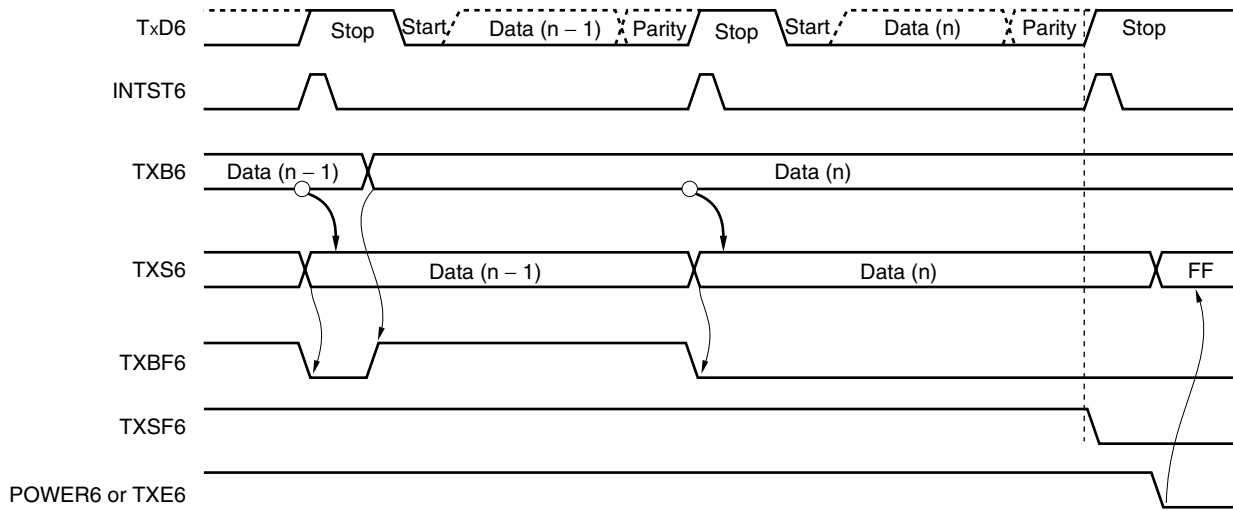 TxD6 Stop Start Data (n − 1) Parity Stop Start Data (n) Parity Stop
INTST6
TXB6 Data (n − 1) Data (n)
TXS6 Data (n − 1) Data (n) FF
TXBF6
TXSF6
POWER6 or TXE6